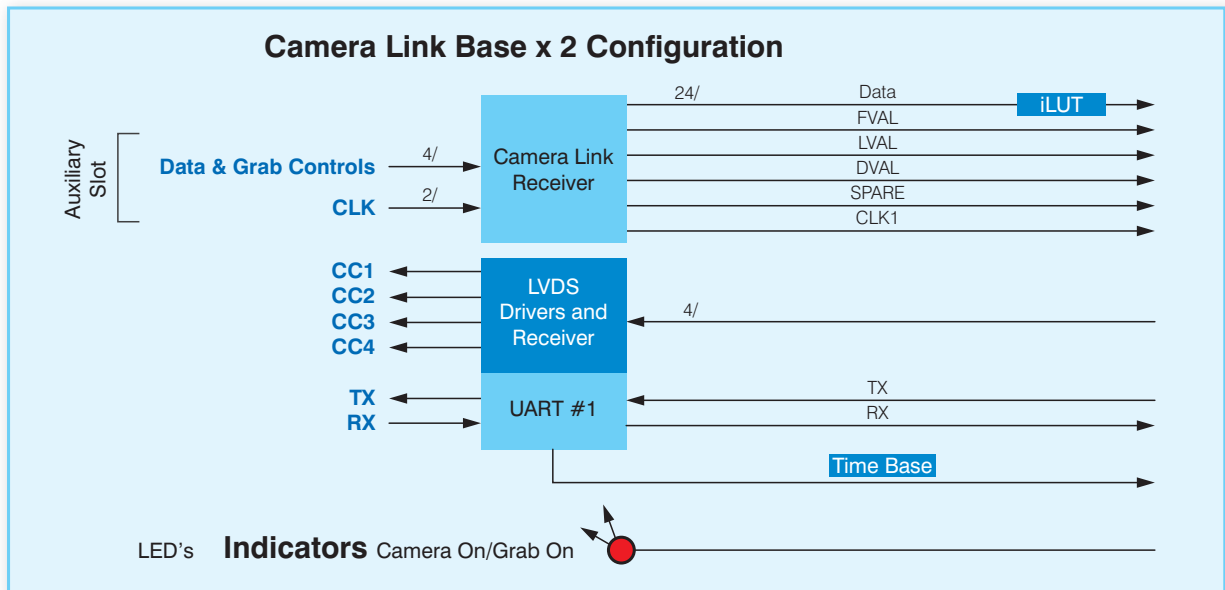 Camera Link Base x 2 Configuration
24/
Data
iLUT
FVAL
LVAL
DVAL
SPARE
CLK1
Auxiliary
Slot
Data & Grab Controls
4/
CLK
2/
Camera Link
Receiver
CC1
CC2
CC3
CC4
LVDS
Drivers and
Receiver
4/
TX
RX
UART #1
TX
RX
Time Base
LED's Indicators Camera On/Grab On